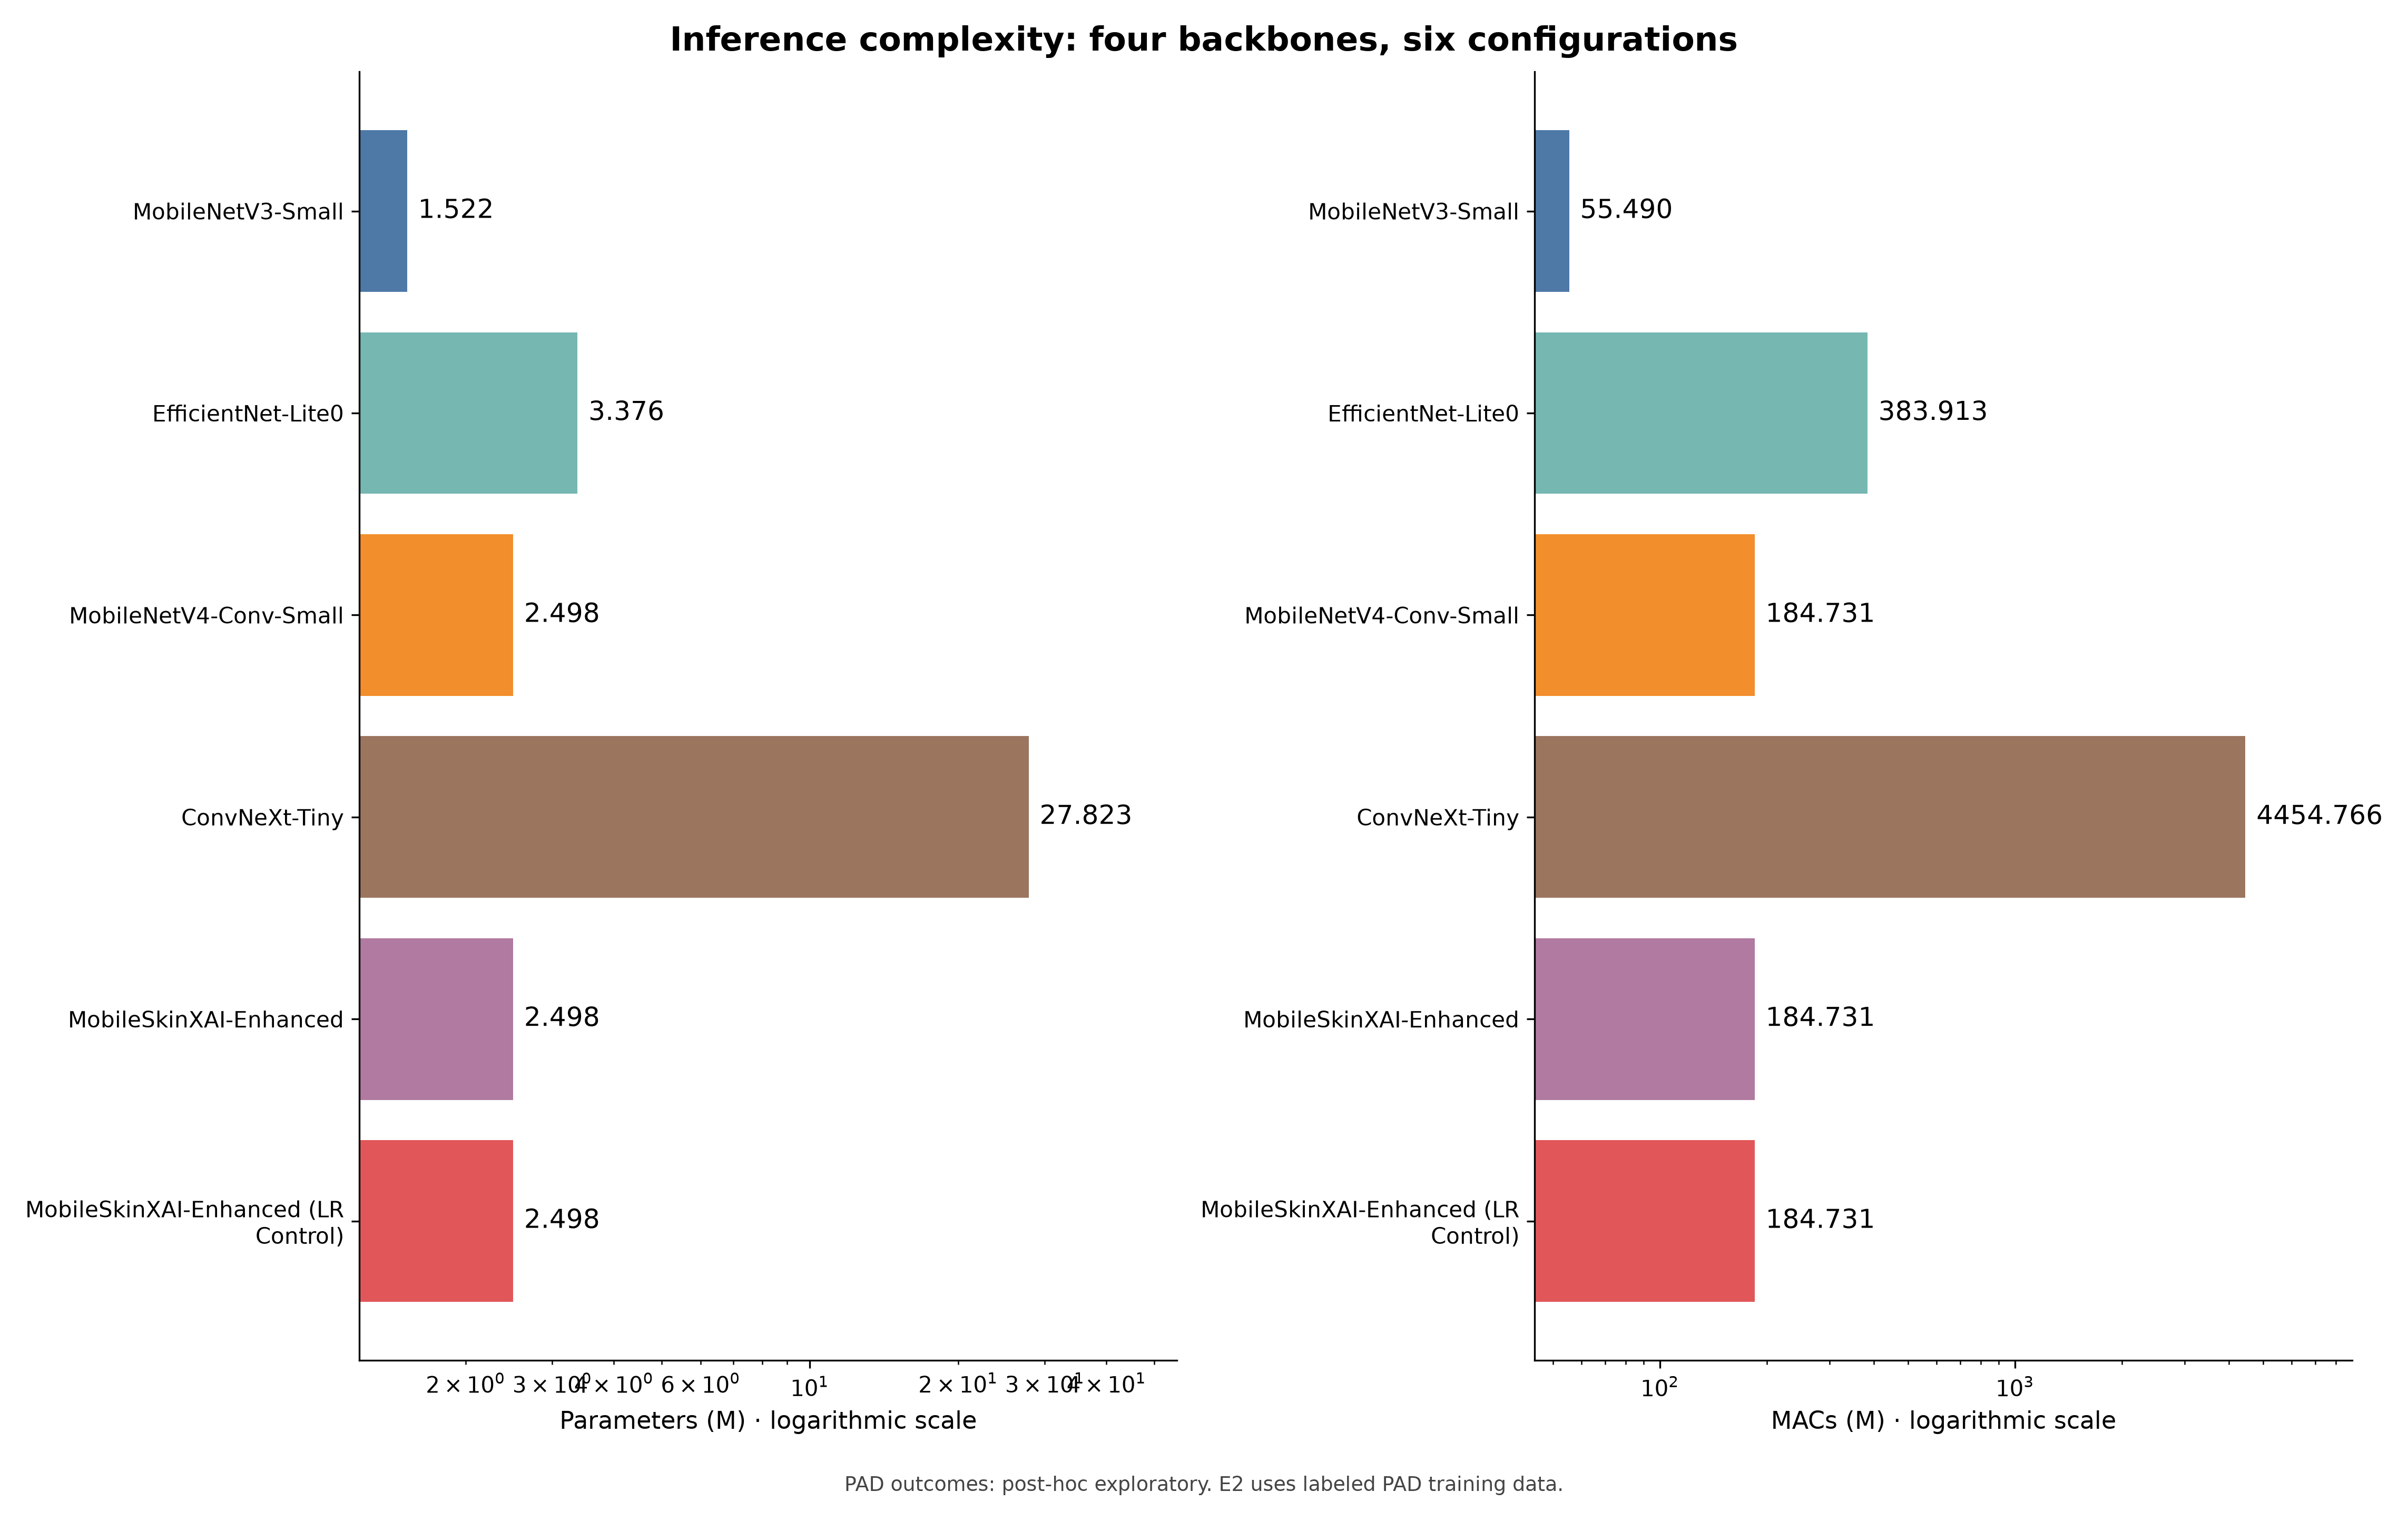 Inference complexity: four backbones, six configurations
MobileNetV3-Small
1.522
EfficientNet-Lite0
3.376
MobileNetV4-Conv-Small
2.498
ConvNeXt-Tiny
27.823
MobileSkinXAI-Enhanced
2.498
MobileSkinXAI-Enhanced (LR
Control)
2.498
2×10⁰ 3×10⁰ 4×10⁰ 6×10⁰ 10¹ 2×10¹ 3×10¹ 4×10¹
Parameters (M) · logarithmic scale
MobileNetV3-Small
55.490
EfficientNet-Lite0
383.913
MobileNetV4-Conv-Small
184.731
ConvNeXt-Tiny
4454.766
MobileSkinXAI-Enhanced
184.731
MobileSkinXAI-Enhanced (LR
Control)
184.731
10² 10³
MACs (M) · logarithmic scale
PAD outcomes: post-hoc exploratory. E2 uses labeled PAD training data.